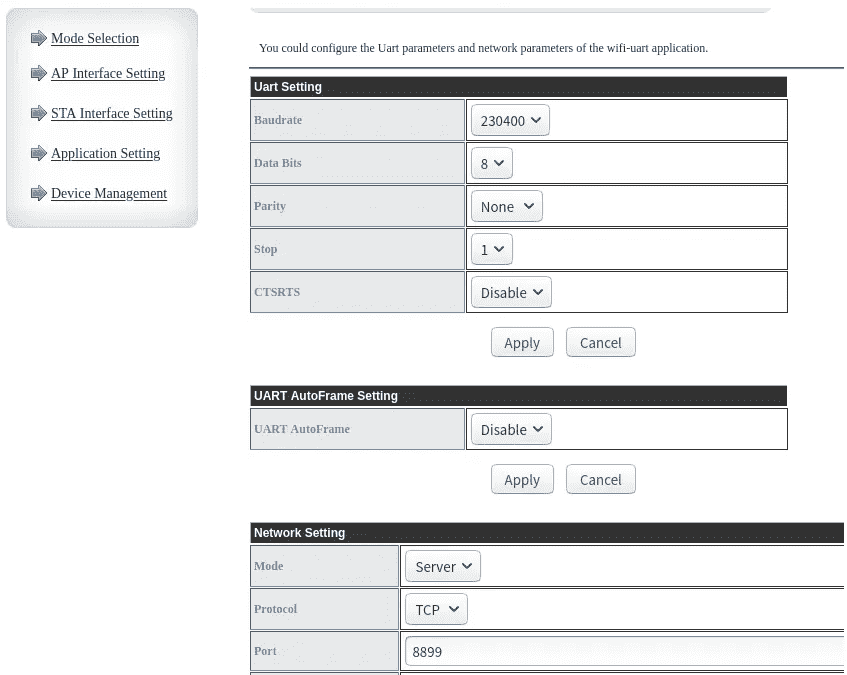 Mode Selection
AP Interface Setting
STA Interface Setting
Application Setting
Device Management
You could configure the Uart parameters and network parameters of the wifi-uart application.
Uart Setting
Baudrate 230400
Data Bits 8
Parity None
Stop 1
CTSRTS Disable
Apply Cancel
UART AutoFrame Setting
UART AutoFrame Disable
Apply Cancel
Network Setting
Mode Server
Protocol TCP
Port 8899